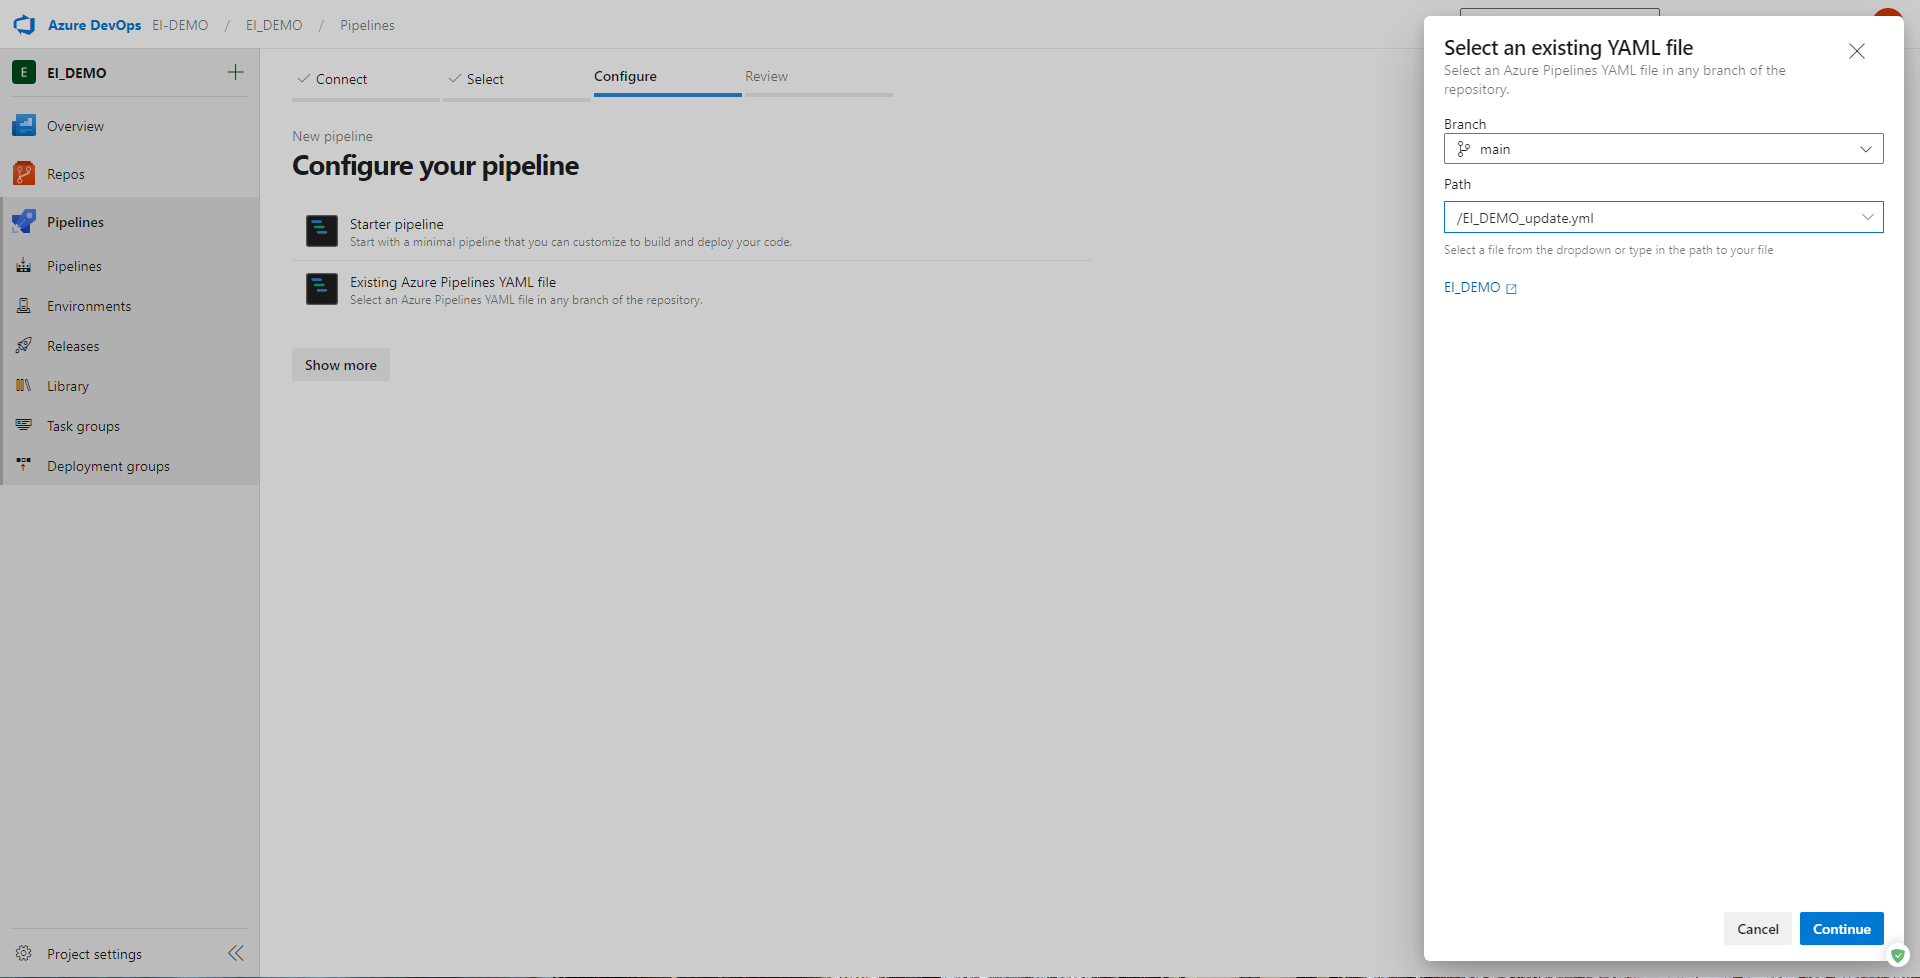 Azure DevOps EI-DEMO / EI_DEMO / Pipelines
E EI_DEMO
Overview
Repos
Pipelines
Pipelines
Environments
Releases
Library
Task groups
Deployment groups
Project settings
Connect
Select
Configure
Review
New pipeline
Configure your pipeline
Starter pipeline
Start with a minimal pipeline that you can customize to build and deploy your code.
Existing Azure Pipelines YAML file
Select an Azure Pipelines YAML file in any branch of the repository.
Show more
Select an existing YAML file
Select an Azure Pipelines YAML file in any branch of the
repository.
Branch
main
Path
/EI_DEMO_update.yml
Select a file from the dropdown or type in the path to your file
EI_DEMO
Cancel
Continue